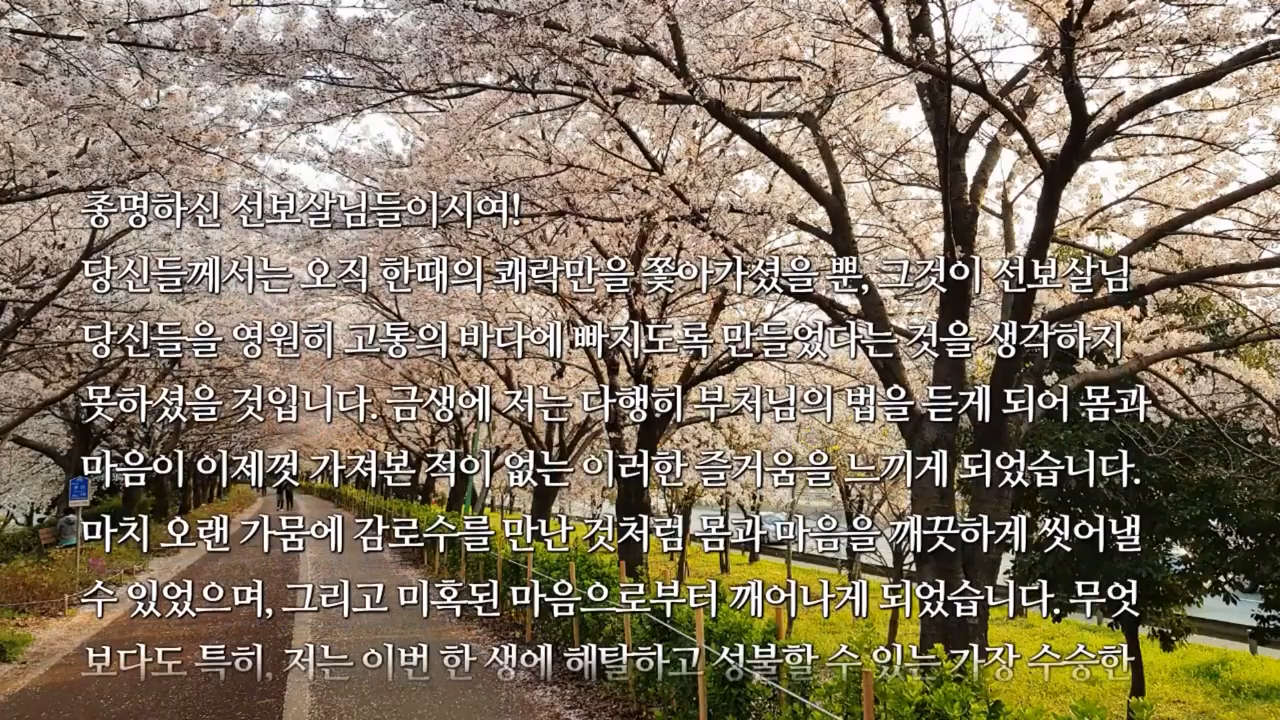 총명하신 선보살님들이시여!
당신들께서는 오직 한때의 쾌락만을 쫓아가셨을 뿐, 그것이 선보살님
당신들을 영원히 고통의 바다에 빠지도록 만들었다는 것을 생각하지
못하셨을 것입니다. 금생에 저는 다행히 부처님의 법을 듣게 되어 몸과
마음이 이제껏 가져본 적이 없는 이러한 즐거움을 느끼게 되었습니다.
마치 오랜 가뭄에 감로수를 만난 것처럼 몸과 마음을 깨끗하게 씻어낼
수 있었으며, 그리고 미혹된 마음으로부터 깨어나게 되었습니다. 무엇
보다도 특히, 저는 이번 한 생에 해탈하고 성불할 수 있는 가장 수승한